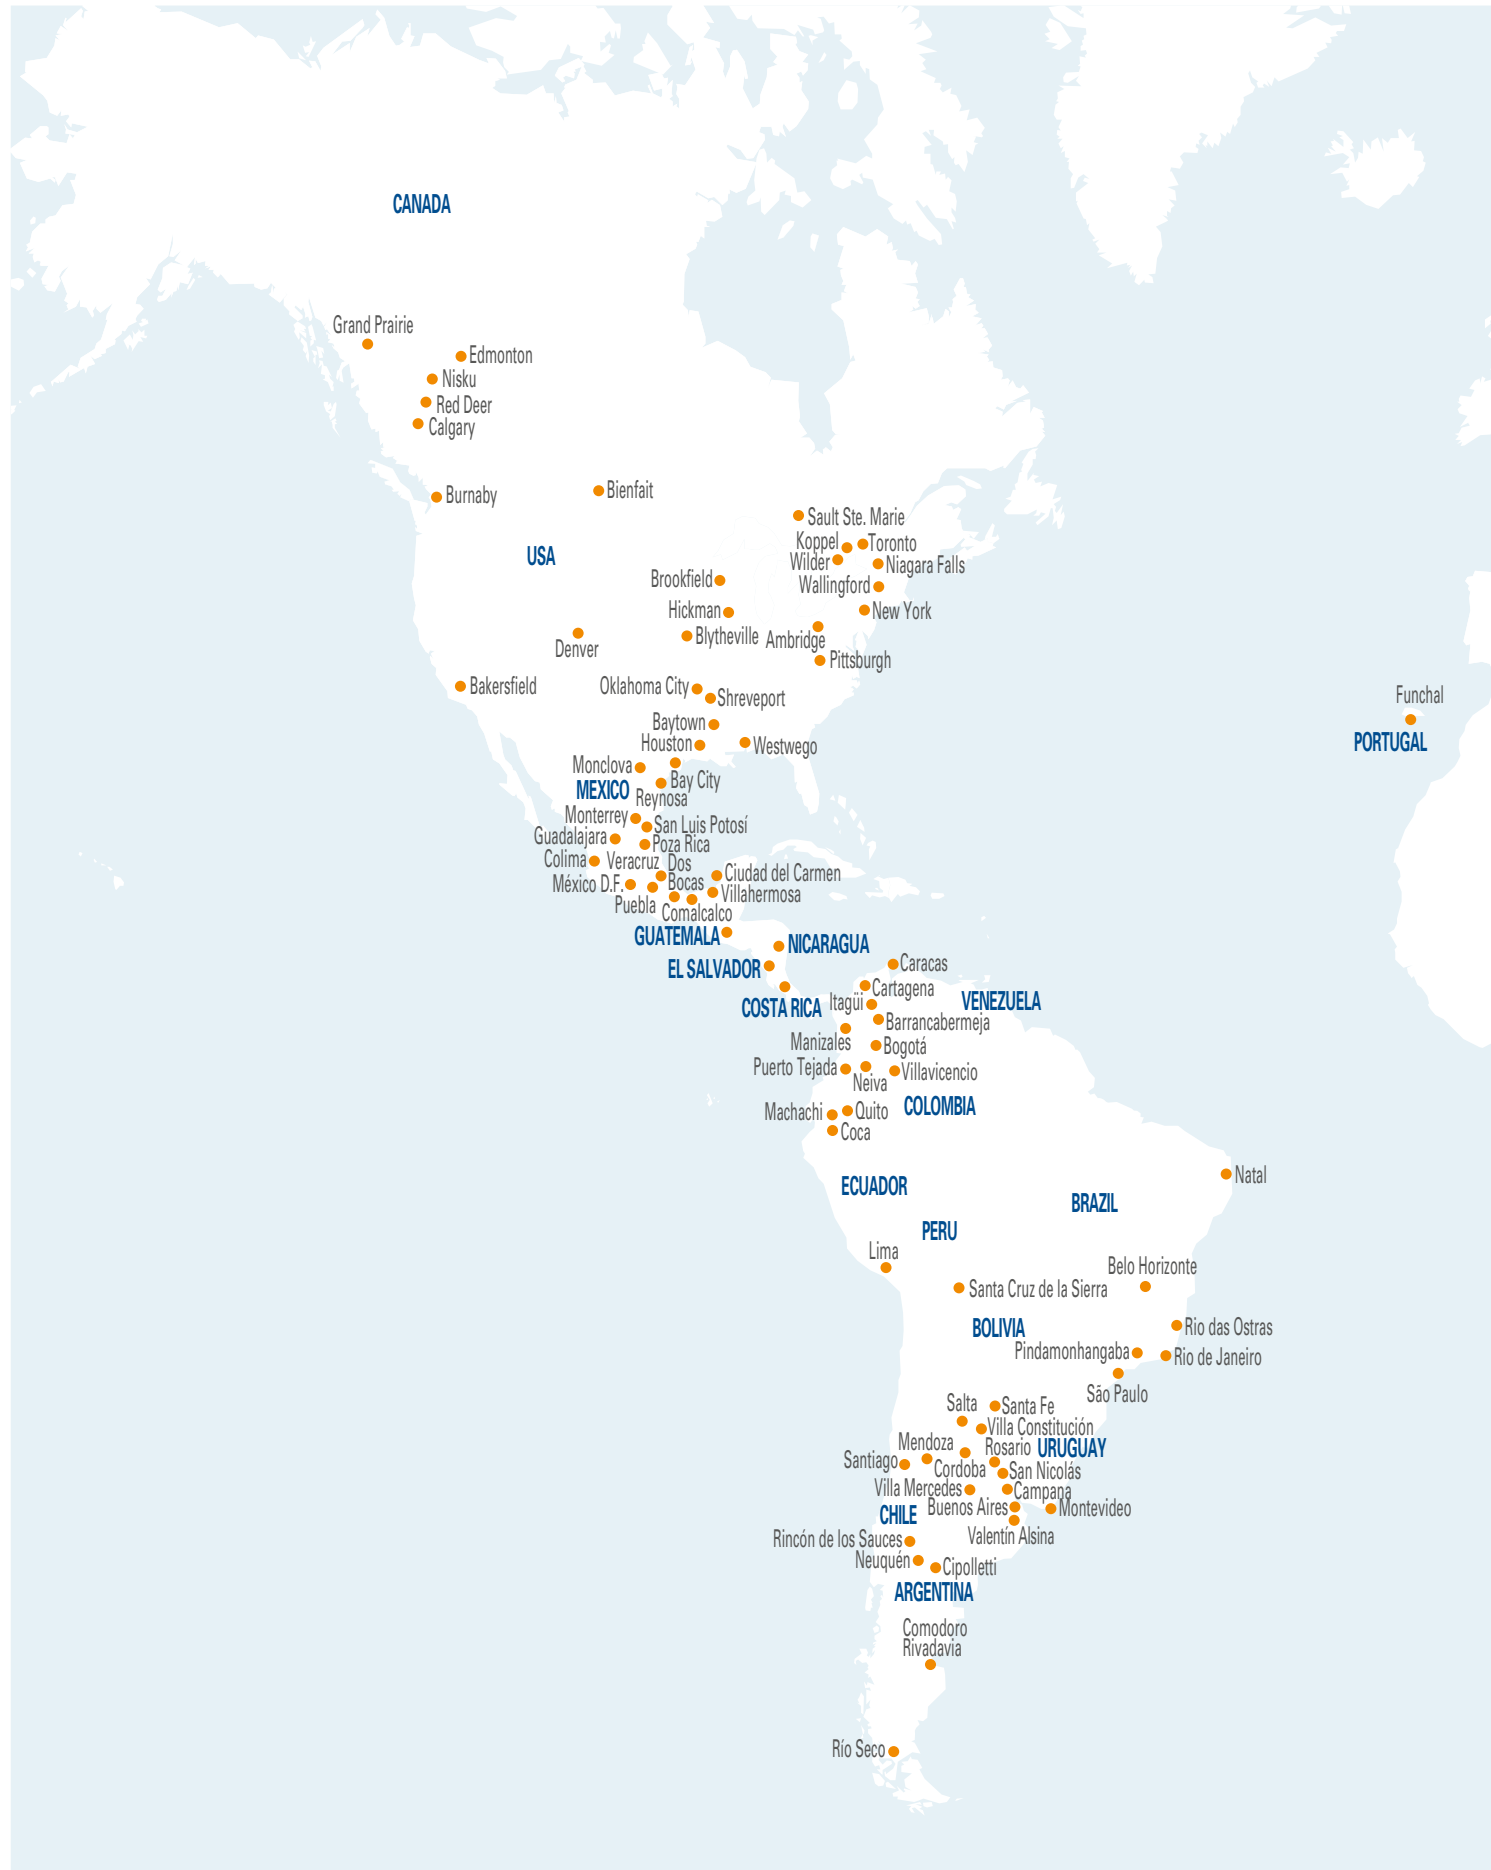 CANADA
Grand Prairie
Edmonton
Nisku
Red Deer
Calgary
Burnaby
Bienfait
Sault Ste. Marie
Koppel
Toronto
USA
Wilder
Niagara Falls
Brookfield
Wallingford
Hickman
New York
Blytheville
Ambridge
Denver
Pittsburgh
Bakersfield
Oklahoma City
Shreveport
Funchal
Baytown
Houston
Westwego
PORTUGAL
Monclova
Bay City
MEXICO
Reynosa
Monterrey
San Luis Potosí
Guadalajara
Poza Rica
Colima
Veracruz
Dos
Bocas
Ciudad del Carmen
México D.F.
Villahermosa
Puebla
Comalcalco
GUATEMALA
NICARAGUA
EL SALVADOR
Caracas
Cartagena
COSTA RICA
Itagüi
VENEZUELA
Barrancabermeja
Manizales
Bogotá
Puerto Tejada
Neiva
Villavicencio
COLOMBIA
Machachi
Quito
Coca
Natal
ECUADOR
BRAZIL
PERU
Lima
Belo Horizonte
Santa Cruz de la Sierra
BOLIVIA
Rio das Ostras
Pindamonhangaba
Rio de Janeiro
São Paulo
Salta
Santa Fe
Villa Constitución
Mendoza
Rosario
URUGUAY
Santiago
Cordoba
San Nicolás
Villa Mercedes
Campana
Buenos Aires
Montevideo
CHILE
Valentín Alsina
Rincón de los Sauces
Neuquén
Cipolletti
ARGENTINA
Comodoro
Rivadavia
Río Seco